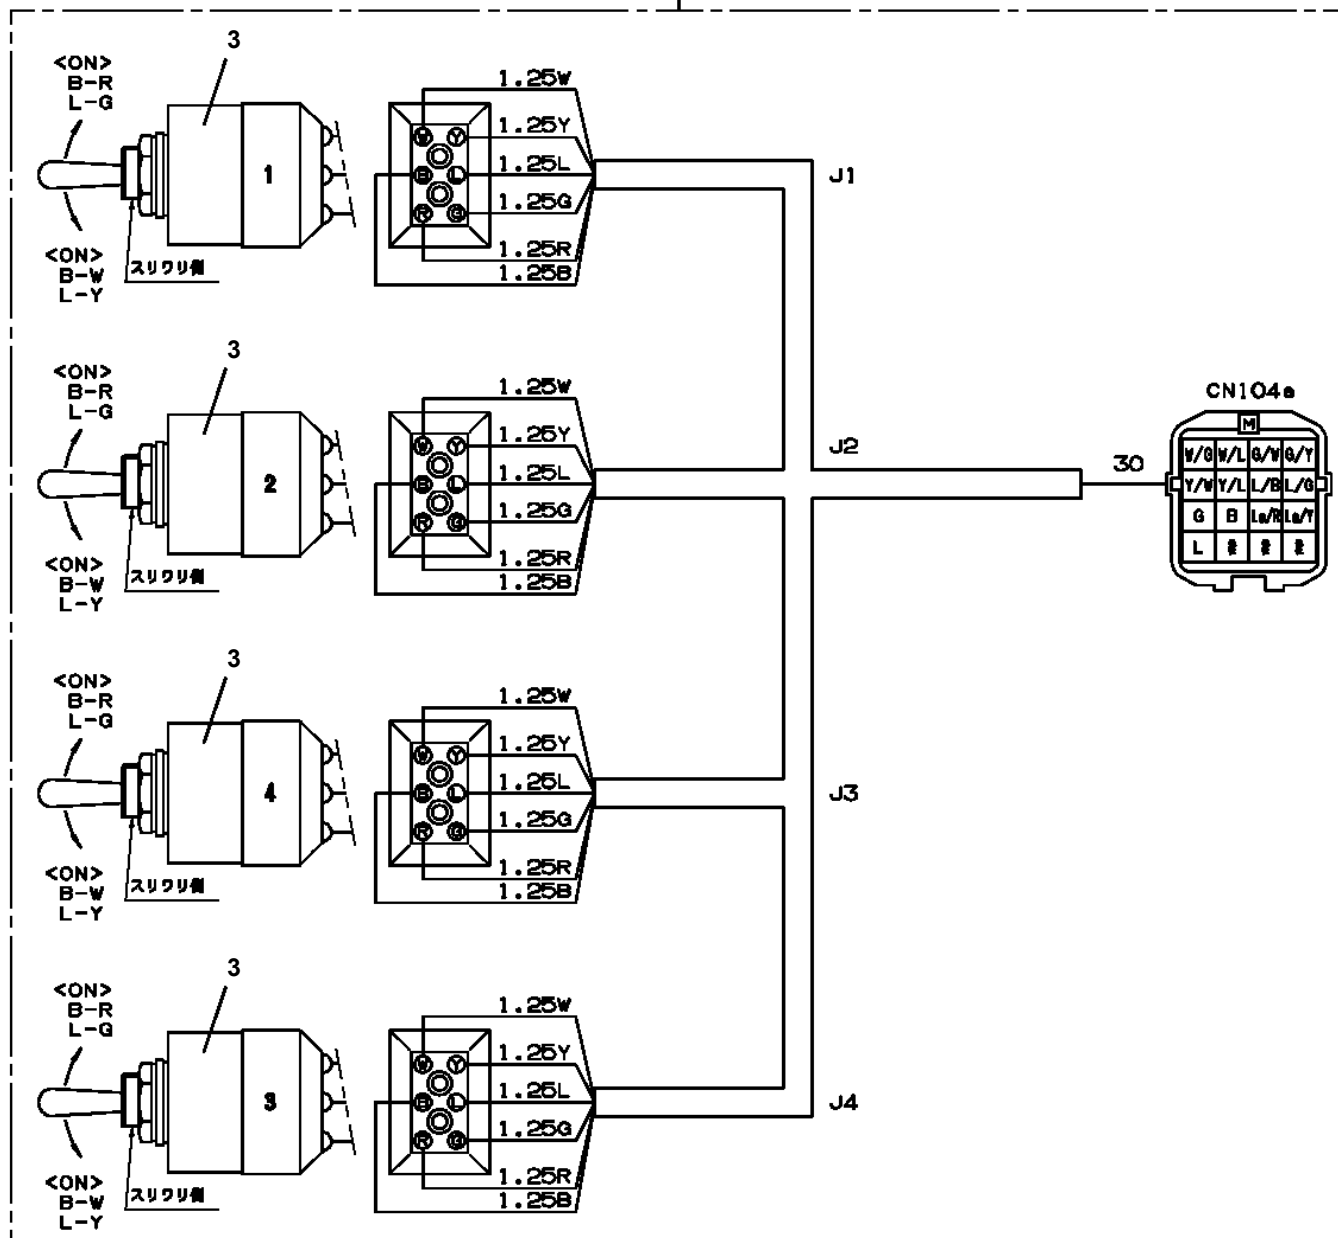 3
<ON>
B-R
L-G
1
<ON>
B-W
L-Y
スリワリ側
W Y
B L
R G
1.25W
1.25Y
1.25L
1.25G
1.25R
1.25B
J1
3
<ON>
B-R
L-G
2
<ON>
B-W
L-Y
スリワリ側
W Y
B L
R G
1.25W
1.25Y
1.25L
1.25G
1.25R
1.25B
J2
30
CN104a
M
W/G W/L G/W G/Y
Y/W Y/L L/B L/G
G B La/R La/Y
L
3
<ON>
B-R
L-G
4
<ON>
B-W
L-Y
スリワリ側
W Y
B L
R G
1.25W
1.25Y
1.25L
1.25G
1.25R
1.25B
J3
3
<ON>
B-R
L-G
3
<ON>
B-W
L-Y
スリワリ側
W Y
B L
R G
1.25W
1.25Y
1.25L
1.25G
1.25R
1.25B
J4